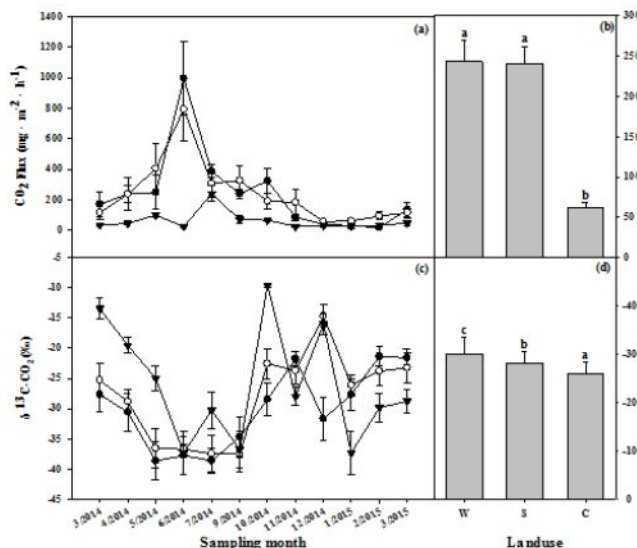 CO₂ Flux (mg · m⁻² · h⁻¹)
1400
1200
1000
800
600
400
200
0
(a)
(b)
a
a
b
300
250
200
150
100
50
0
δ ¹³C-CO₂ (‰)
-5
-10
-15
-20
-25
-30
-35
-40
-45
(c)
(d)
c
b
a
-40
-30
-20
-10
0
3/2014
4/2014
5/2014
6/2014
7/2014
9/2014
10/2014
11/2014
12/2014
1/2015
2/2015
3/2015
W S C
Sampling month
Landuse